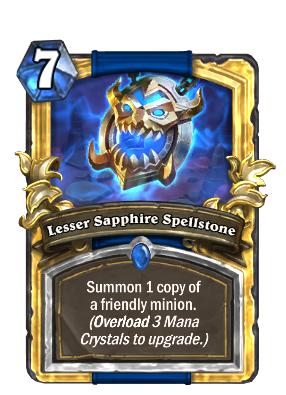 7
Lesser Sapphire Spellstone
Summon 1 copy of
a friendly minion.
(Overload 3 Mana
Crystals to upgrade.)